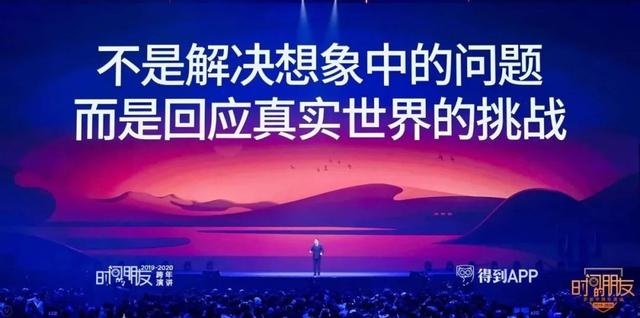 不是解决想象中的问题
而是回应真实世界的挑战
时间的朋友
2019-2020
跨年
演讲
得到APP
时间的朋友